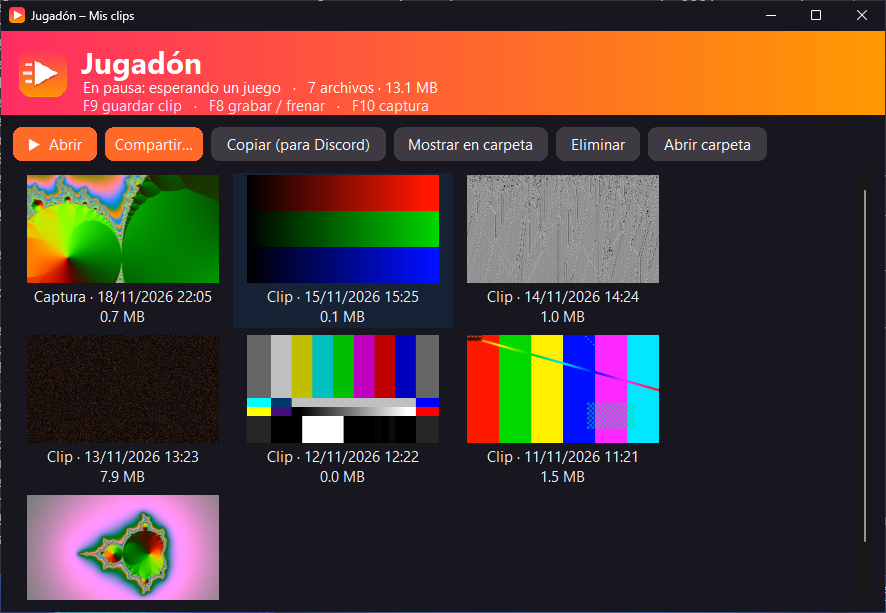 Jugadón – Mis clips
Jugadón
En pausa: esperando un juego · 7 archivos · 13.1 MB
F9 guardar clip · F8 grabar / frenar · F10 captura
Abrir
Compartir...
Copiar (para Discord)
Mostrar en carpeta
Eliminar
Abrir carpeta
Captura · 18/11/2026 22:05
0.7 MB
Clip · 15/11/2026 15:25
0.1 MB
Clip · 14/11/2026 14:24
1.0 MB
Clip · 13/11/2026 13:23
7.9 MB
Clip · 12/11/2026 12:22
0.0 MB
Clip · 11/11/2026 11:21
1.5 MB